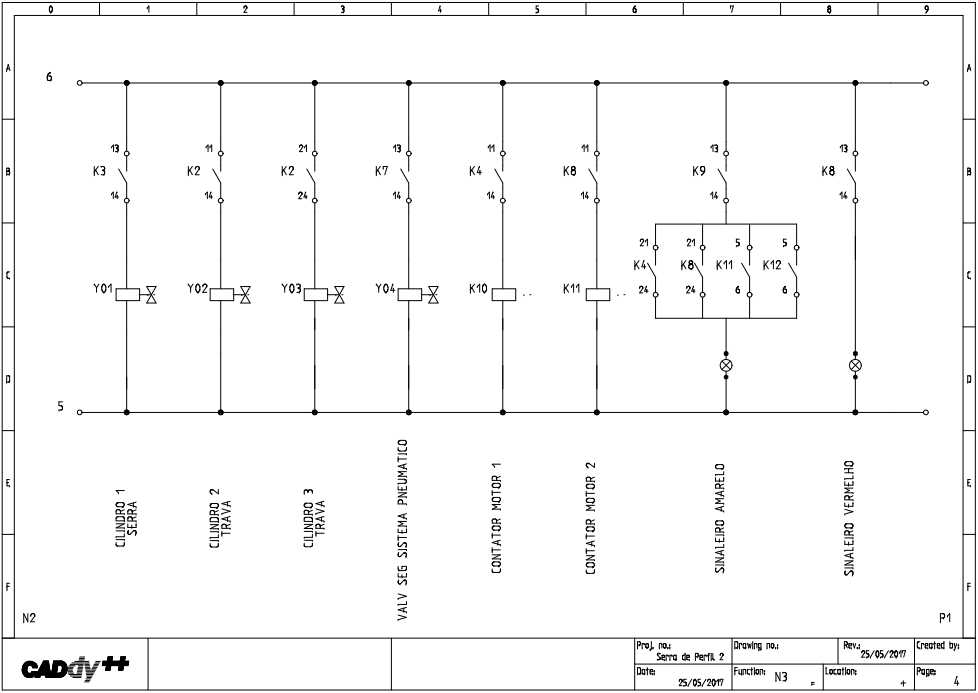 0 1 2 3 4 5 6 7 8 9
A A
6
13 11 21 13 11 11 13 13
B K3 K2 K2 K7 K4 K8 K9 K8 B
14 14 24 14 14 14 14 14
21 21 5 5
C K4 K8 K11 K12 C
Y01 Y02 Y03 Y04 K10 K11 24 24 6 6
D D
5
E E
CILINDRO 1
SERRA
CILINDRO 2
TRAVA
CILINDRO 3
TRAVA
VALV SEG SISTEMA PNEUMATICO
CONTATOR MOTOR 1
CONTATOR MOTOR 2
SINALEIRO AMARELO
SINALEIRO VERMELHO
F F
N2 P1
CADdy++
Proj. no.: Drawing no.: Rev.: Created by:
Serra de Perfil 2 25/05/2017
Date: Function: N3 = Location: + Page:
25/05/2017 4